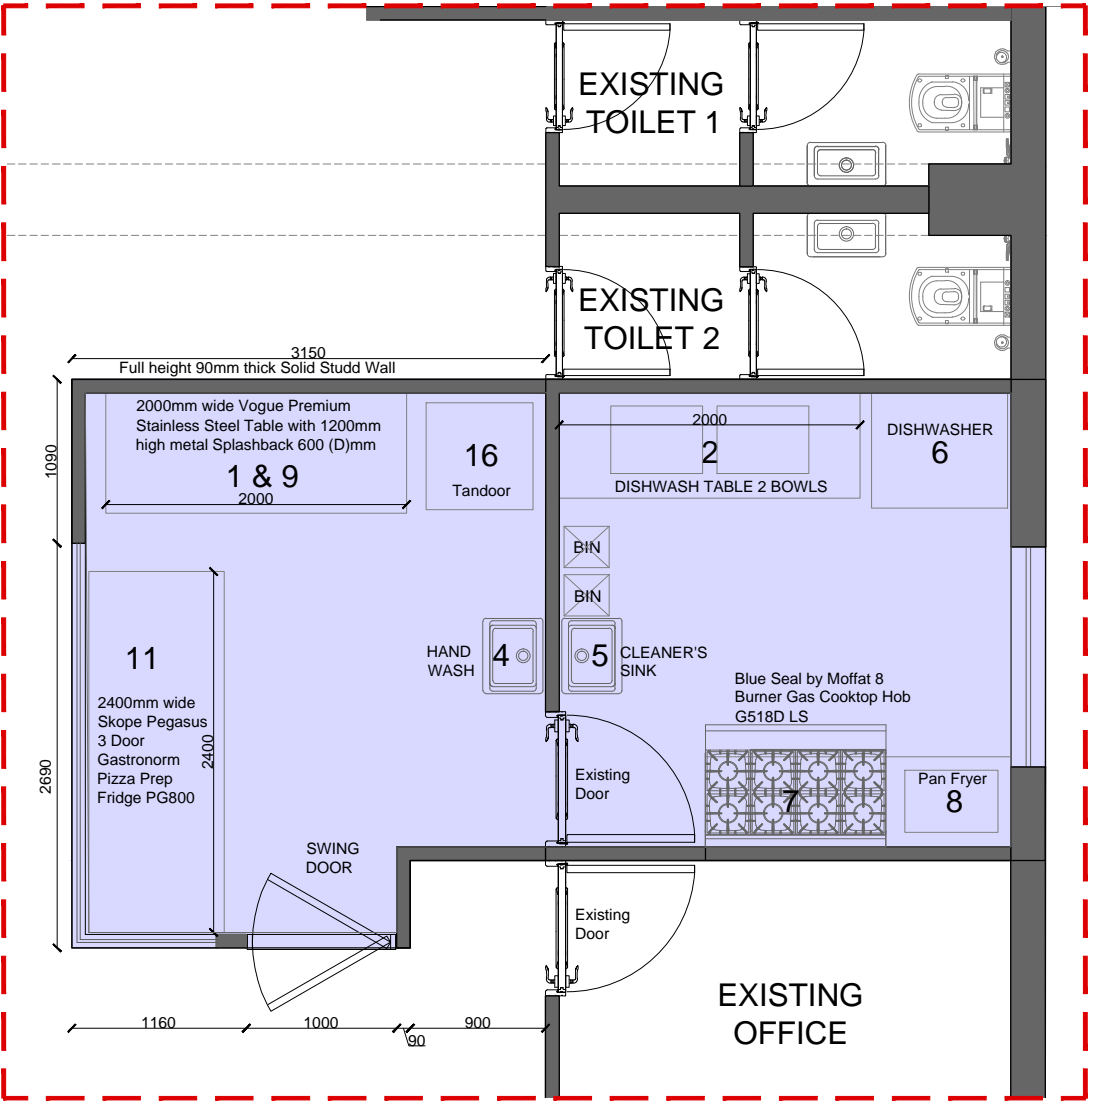 EXISTING
TOILET 1
EXISTING
TOILET 2
3150
Full height 90mm thick Solid Studd Wall
1090
2690
2000mm wide Vogue Premium
Stainless Steel Table with 1200mm
high metal Splashback 600 (D)mm
1 & 9
2000
16
Tandoor
2000
2
DISHWASH TABLE 2 BOWLS
DISHWASHER
6
BIN
BIN
11
2400mm wide
Skope Pegasus
3 Door
Gastronorm
Pizza Prep
Fridge PG800
2400
HAND
WASH
4
5
CLEANER'S
SINK
Blue Seal by Moffat 8
Burner Gas Cooktop Hob
G518D LS
7
Pan Fryer
8
Existing
Door
SWING
DOOR
Existing
Door
EXISTING
OFFICE
1160
1000
90
900